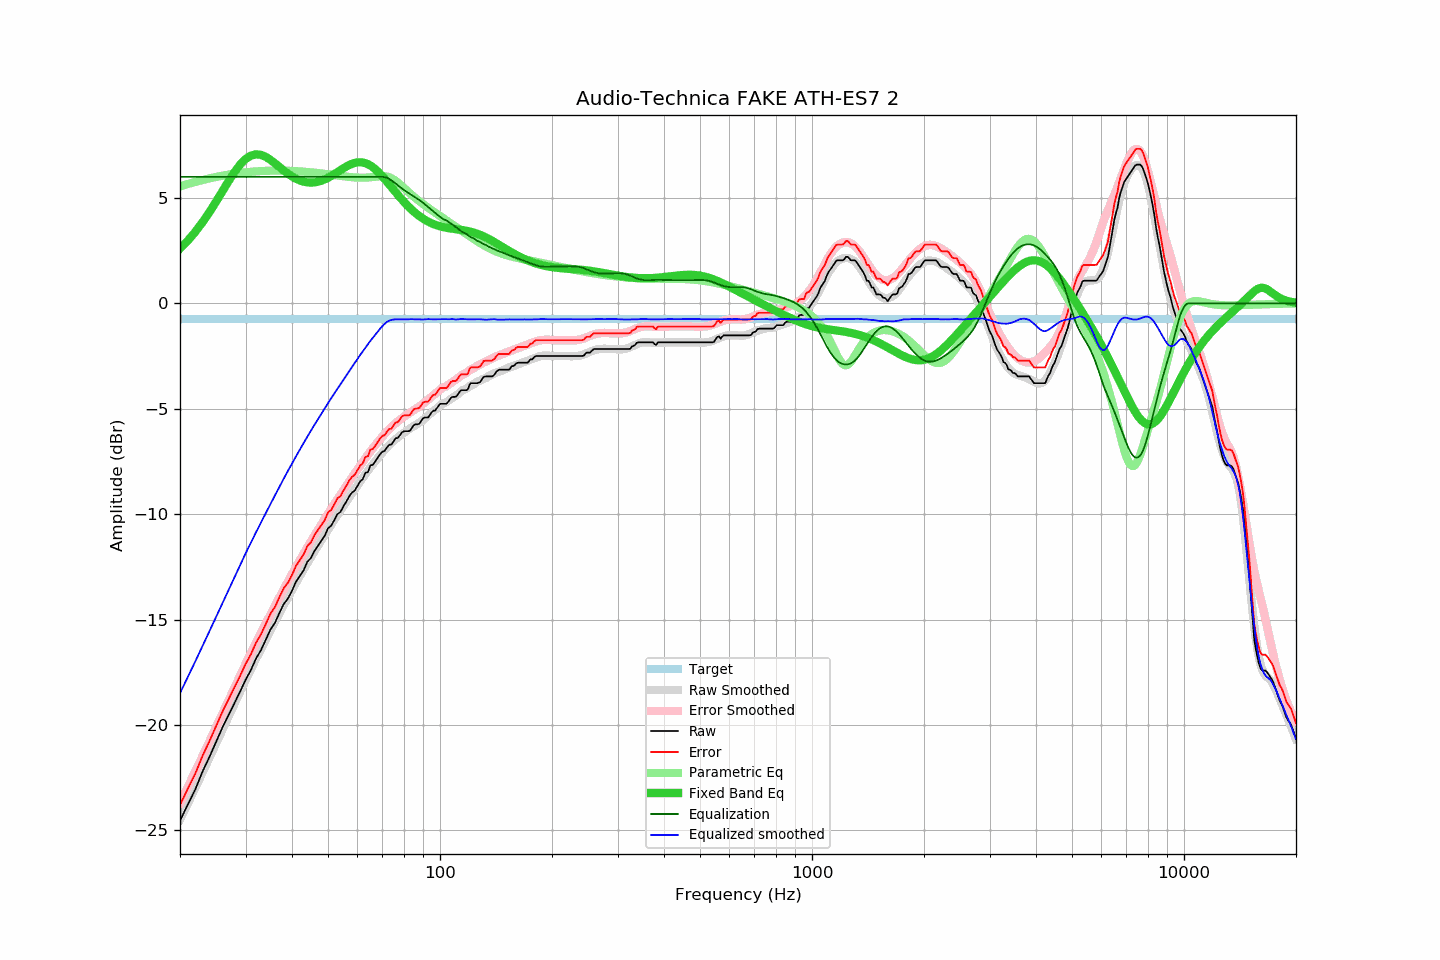 Audio-Technica FAKE ATH-ES7 2
Amplitude (dBr)
5
0
−5
−10
−15
−20
−25
Target
Raw Smoothed
Error Smoothed
Raw
Error
Parametric Eq
Fixed Band Eq
Equalization
Equalized smoothed
100 1000 10000
Frequency (Hz)